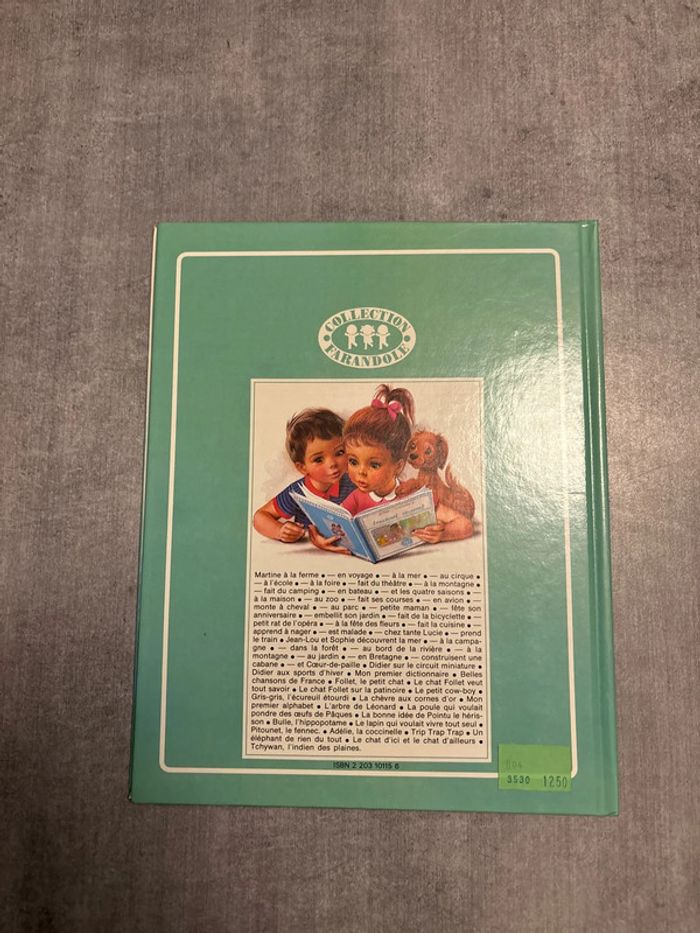 COLLECTION
FARANDOLE
Martine à la ferme • — en voyage • — à la mer • — au cirque •
— à l'école • — à la foire • — fait du théâtre • — à la montagne •
— fait du camping • — en bateau • — et les quatre saisons •
— à la maison • — au zoo • — fait ses courses • — en avion • —
monte à cheval • — au parc • — petite maman • — fête son
anniversaire • — embellit son jardin • — fait de la bicyclette • —
petit rat de l'opéra • — à la fête des fleurs • — fait la cuisine • —
apprend à nager • — est malade • — chez tante Lucie • — prend
le train • Jean-Lou et Sophie découvrent la mer • — à la campa-
gne • — dans la forêt • — au bord de la rivière • — à la
montagne • — au jardin • — en Bretagne • — construisent une
cabane • — et Cœur-de-paille • Didier sur le circuit miniature •
Didier aux sports d'hiver • Mon premier dictionnaire • Belles
chansons de France • Follet, le petit chat • Le chat Follet veut
tout savoir • Le chat Follet sur la patinoire • Le petit cow-boy •
Gris-gris, l'écureuil étourdi • La chèvre aux cornes d'or • Mon
premier alphabet • L'arbre de Léonard • La poule qui voulait
pondre des œufs de Pâques • La bonne idée de Pointu le héris-
son • Bulle, l'hippopotame • Le lapin qui voulait vivre tout seul •
Pitounet, le fennec. • Adélie, la coccinelle • Trip Trap Trap • Un
éléphant de rien du tout • Le chat d'ici et le chat d'ailleurs •
Tchywan, l'indien des plaines.
ISBN 2 203 10115 6
3530 1250